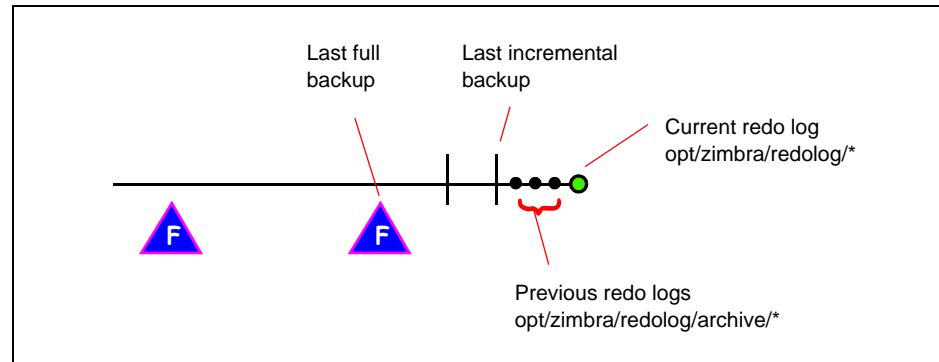 Last full
backup
Last incremental
backup
Current redo log
opt/zimbra/redolog/*
F
F
Previous redo logs
opt/zimbra/redolog/archive/*